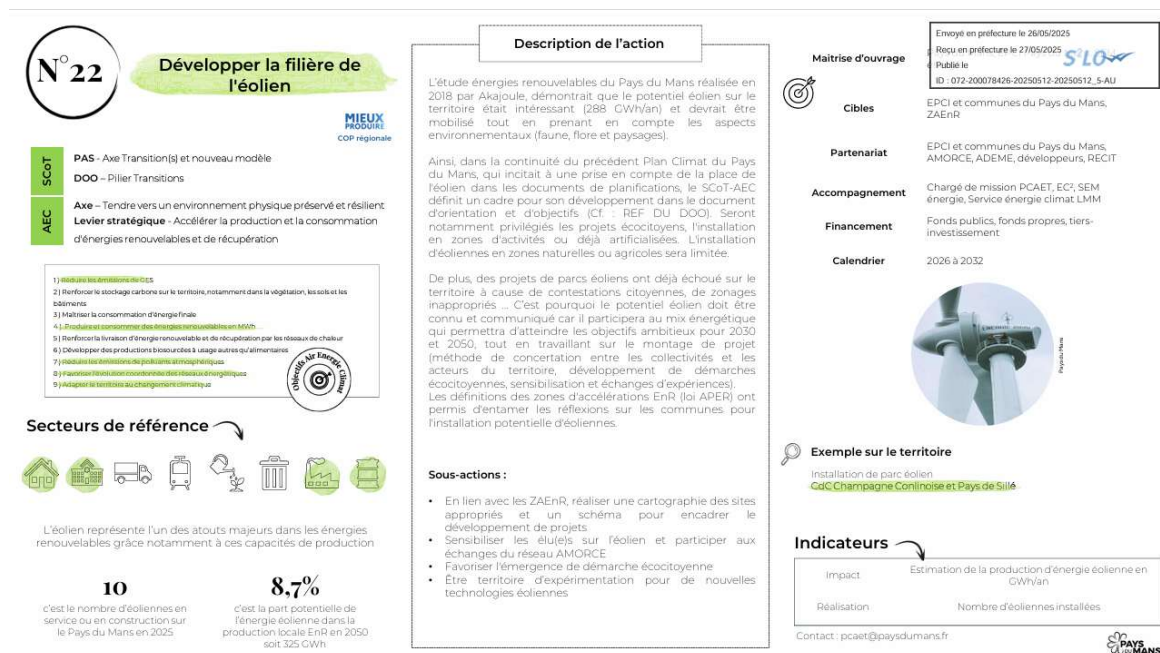 N°22
Développer la filière de
l'éolien
MIEUX
PRODUIRE
COP régionale
SCoT
PAS - Axe Transition(s) et nouveau modèle
DOO – Pilier Transitions
AEC
Axe – Tendre vers un environnement physique préservé et résilient
Levier stratégique - Accélérer la production et la consommation
d'énergies renouvelables et de récupération
1) Réduire les émissions de GES
2) Renforcer le stockage carbone sur le territoire, notamment dans la végétation, les sols et les
bâtiments
3) Maîtriser la consommation d'énergie finale
4) Produire et consommer des énergies renouvelables en MWh
5) Renforcer la livraison d'énergie renouvelable et de récupération par les réseaux de chaleur
6) Développer des productions biosourcées à usage autres qu'alimentaires
7) Réduire les émissions de polluants atmosphériques
8) Favoriser l'évolution coordonnée des réseaux énergétiques
9) Adapter le territoire au changement climatique
Objectifs Air Energie Climat
Secteurs de référence
L'éolien représente l'un des atouts majeurs dans les énergies
renouvelables grâce notamment à ces capacités de production
10
c'est le nombre d'éoliennes en
service ou en construction sur
le Pays du Mans en 2025
8,7%
c'est la part potentielle de
l'énergie éolienne dans la
production locale EnR en 2050
soit 325 GWh
Description de l'action
L'étude énergies renouvelables du Pays du Mans réalisée en
2018 par Akajoule, démontrait que le potentiel éolien sur le
territoire était intéressant (288 GWh/an) et devrait être
mobilisé tout en prenant en compte les aspects
environnementaux (faune, flore et paysages).
Ainsi, dans la continuité du précédent Plan Climat du Pays
du Mans, qui incitait à une prise en compte de la place de
l'éolien dans les documents de planifications, le SCoT-AEC
définit un cadre pour son développement dans le document
d'orientation et d'objectifs (Cf. : REF DU DOO). Seront
notamment privilégiés les projets écocitoyens, l'installation
en zones d'activités ou déjà artificialisées. L'installation
d'éoliennes en zones naturelles ou agricoles sera limitée.
De plus, des projets de parcs éoliens ont déjà échoué sur le
territoire à cause de contestations citoyennes, de zonages
inappropriés ... C'est pourquoi le potentiel éolien doit être
connu et communiqué car il participera au mix énergétique
qui permettra d'atteindre les objectifs ambitieux pour 2030
et 2050, tout en travaillant sur le montage de projet
(méthode de concertation entre les collectivités et les
acteurs du territoire, développement de démarches
écocitoyennes, sensibilisation et échanges d'expériences).
Les définitions des zones d'accélérations EnR (loi APER) ont
permis d'entamer les réflexions sur les communes pour
l'installation potentielle d'éoliennes.
Sous-actions :
• En lien avec les ZAEnR, réaliser une cartographie des sites
appropriés et un schéma pour encadrer le
développement de projets
• Sensibiliser les élu(e)s sur l'éolien et participer aux
échanges du réseau AMORCE
• Favoriser l'émergence de démarche écocitoyenne
• Être territoire d'expérimentation pour de nouvelles
technologies éoliennes
Envoyé en préfecture le 26/05/2025
Reçu en préfecture le 27/05/2025
Publié le
ID : 072-200078426-20250512-20250512_5-AU
S²LO
Maitrise d'ouvrage
Cibles
EPCI et communes du Pays du Mans,
ZAEnR
Partenariat
EPCI et communes du Pays du Mans,
AMORCE, ADEME, développeurs, RECIT
Accompagnement
Chargé de mission PCAET, EC², SEM
énergie, Service énergie climat LMM
Financement
Fonds publics, fonds propres, tiers-
investissement
Calendrier
2026 à 2032
Pays du Mans
Exemple sur le territoire
Installation de parc éolien
CdC Champagne Conlinoise et Pays de Sillé
Indicateurs
Impact
Estimation de la production d'énergie éolienne en
GWh/an
Réalisation
Nombre d'éoliennes installées
Contact : pcaet@paysdumans.fr
PAYS
DU MANS